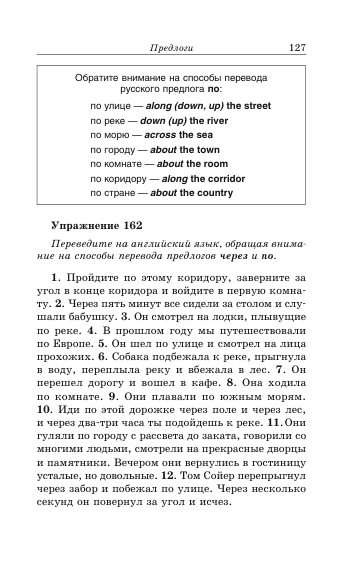 Предлоги 127
Обратите внимание на способы перевода
русского предлога по:
по улице — along (down, up) the street
по реке — down (up) the river
по морю — across the sea
по городу — about the town
по комнате — about the room
по коридору — along the corridor
по стране — about the country
Упражнение 162
Переведите на английский язык, обращая внима-
ние на способы перевода предлогов через и по.
1. Пройдите по этому коридору, заверните за
угол в конце коридора и войдите в первую комна-
ту. 2. Через пять минут все сидели за столом и слу-
шали бабушку. 3. Он смотрел на лодки, плывущие
по реке. 4. В прошлом году мы путешествовали
по Европе. 5. Он шел по улице и смотрел на лица
прохожих. 6. Собака подбежала к реке, прыгнула
в воду, переплыла реку и вбежала в лес. 7. Он
перешел дорогу и вошел в кафе. 8. Она ходила
по комнате. 9. Они плавали по южным морям.
10. Иди по этой дорожке через поле и через лес,
и через два-три часа ты подойдешь к реке. 11. Они
гуляли по городу с рассвета до заката, говорили со
многими людьми, смотрели на прекрасные дворцы
и памятники. Вечером они вернулись в гостиницу
усталые, но довольные. 12. Том Сойер перепрыгнул
через забор и побежал по улице. Через несколько
секунд он повернул за угол и исчез.